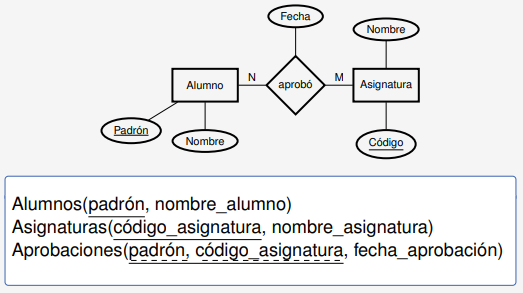 Fecha
Nombre
Alumno
N
aprobó
M
Asignatura
Padrón
Nombre
Código
Alumnos(padrón, nombre_alumno)
Asignaturas(código_asignatura, nombre_asignatura)
Aprobaciones(padrón, código_asignatura, fecha_aprobación)